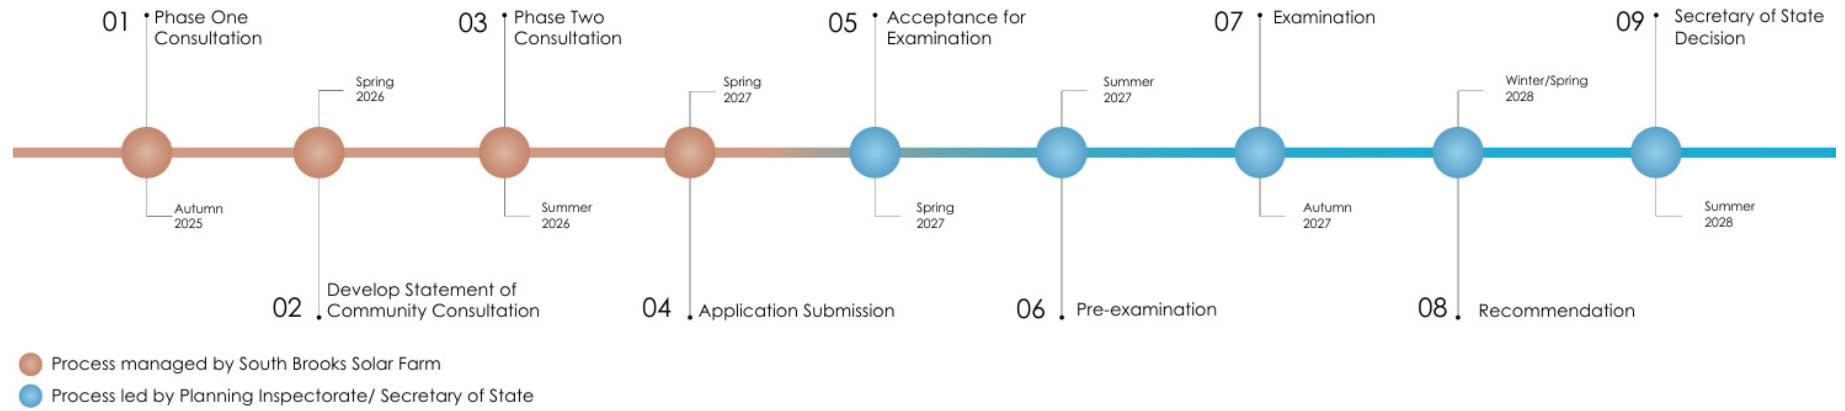 01 Phase One
Consultation
Autumn
2025
Spring
2026
02 Develop Statement of
Community Consultation
03 Phase Two
Consultation
Summer
2026
Spring
2027
04 Application Submission
05 Acceptance for
Examination
Spring
2027
Summer
2027
06 Pre-examination
07 Examination
Autumn
2027
Winter/Spring
2028
08 Recommendation
09 Secretary of State
Decision
Summer
2028
Process managed by South Brooks Solar Farm
Process led by Planning Inspectorate/ Secretary of State